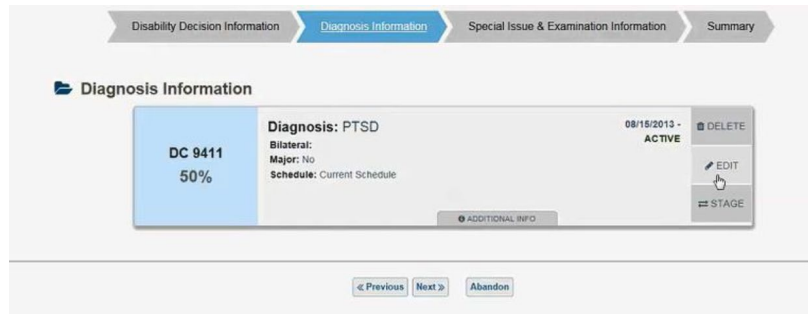 Disability Decision Information Diagnosis Information Special Issue & Examination Information Summary
Diagnosis Information
DC 9411
50%
Diagnosis: PTSD
Bilateral:
Major: No
Schedule: Current Schedule
ADDITIONAL INFO
08/15/2013 -
ACTIVE
DELETE
EDIT
STAGE
« Previous Next » Abandon